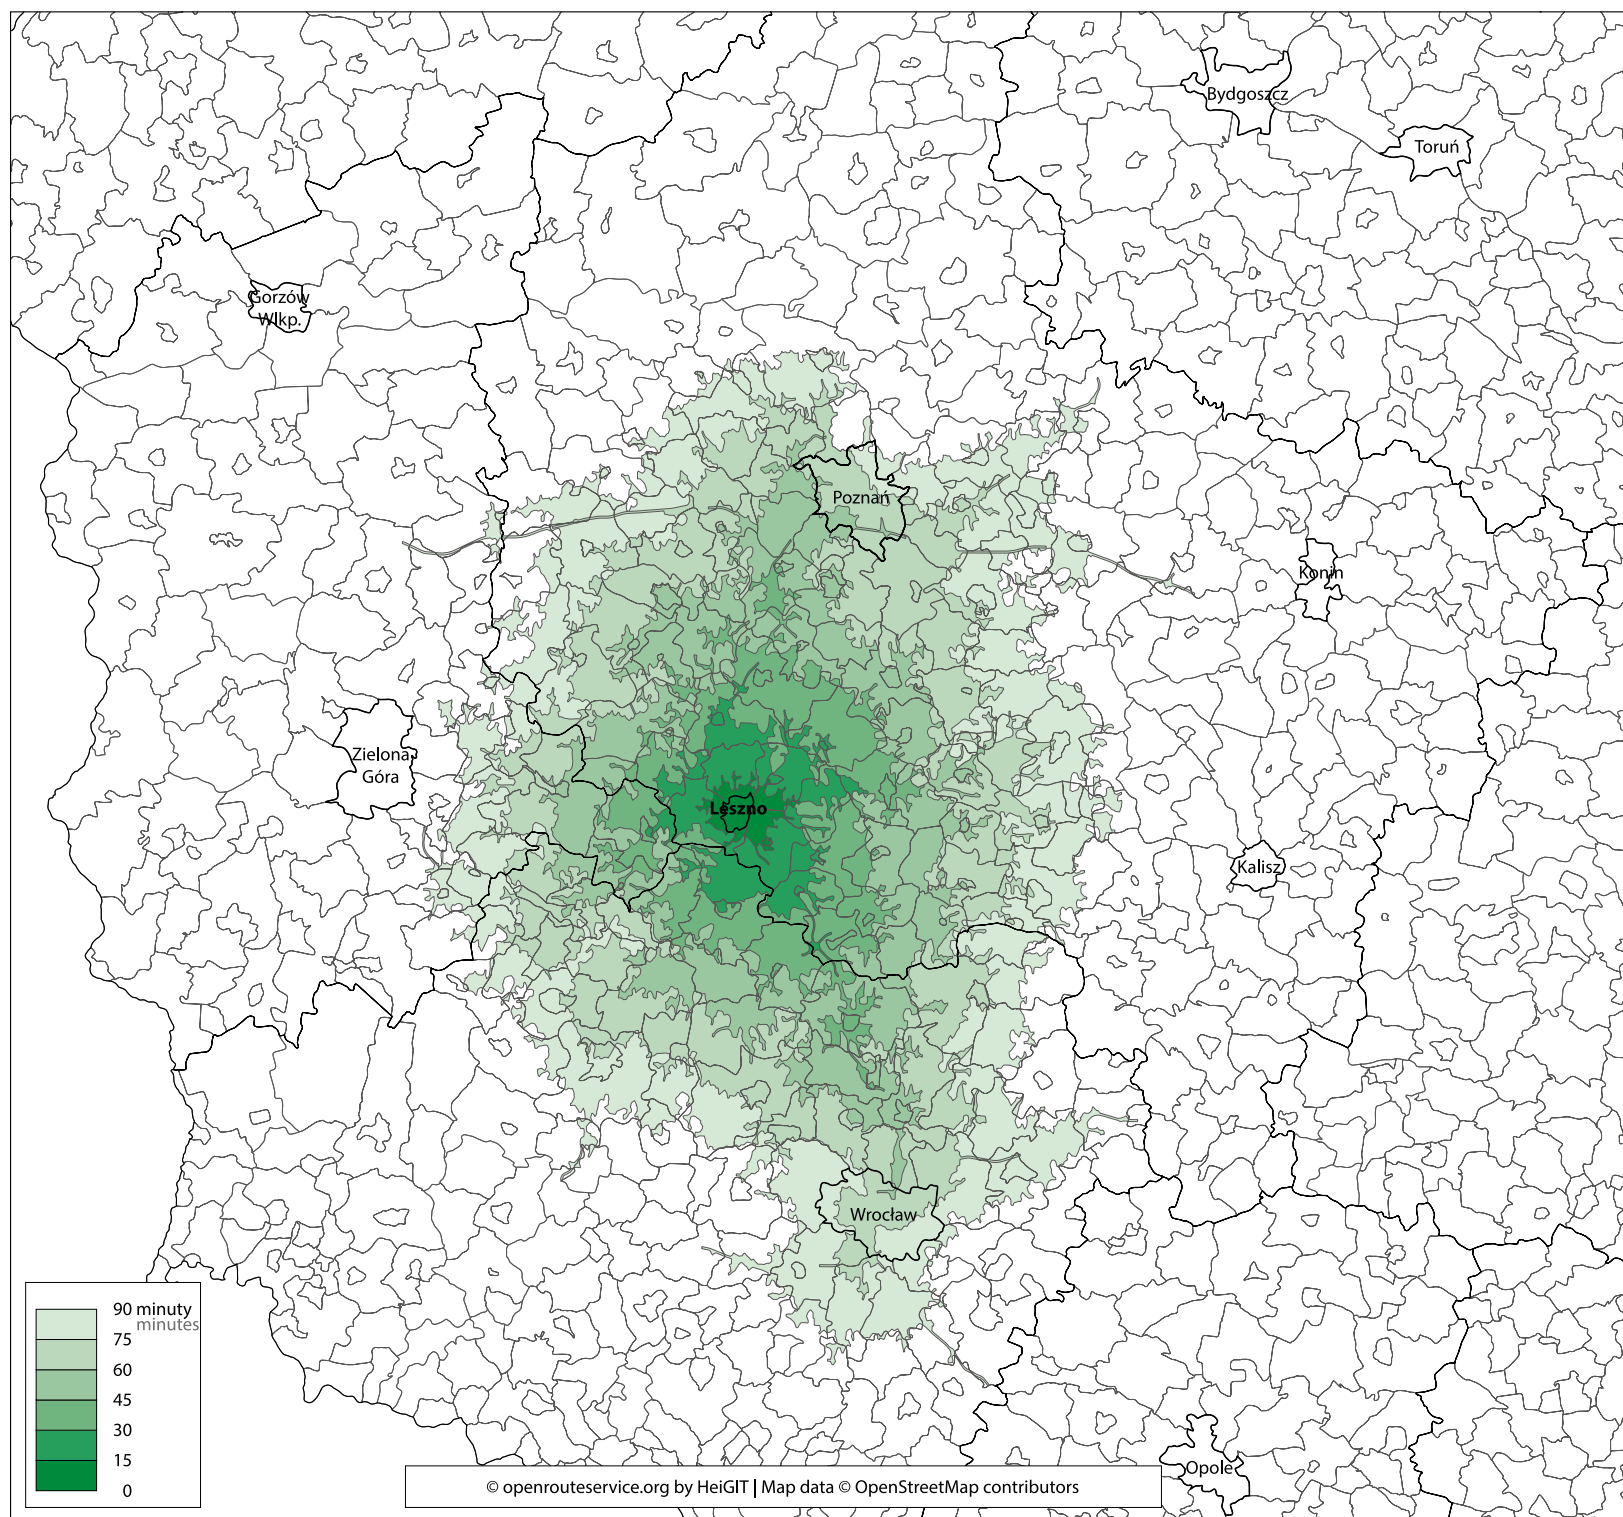 Bydgoszcz
Toruń
Gorzów
Wlkp.
Poznań
Konin
Zielona
Góra
Leszno
Kalisz
Wrocław
90 minuty
minutes
75
60
45
30
15
0
Opole
© openrouteservice.org by HeiGIT | Map data © OpenStreetMap contributors